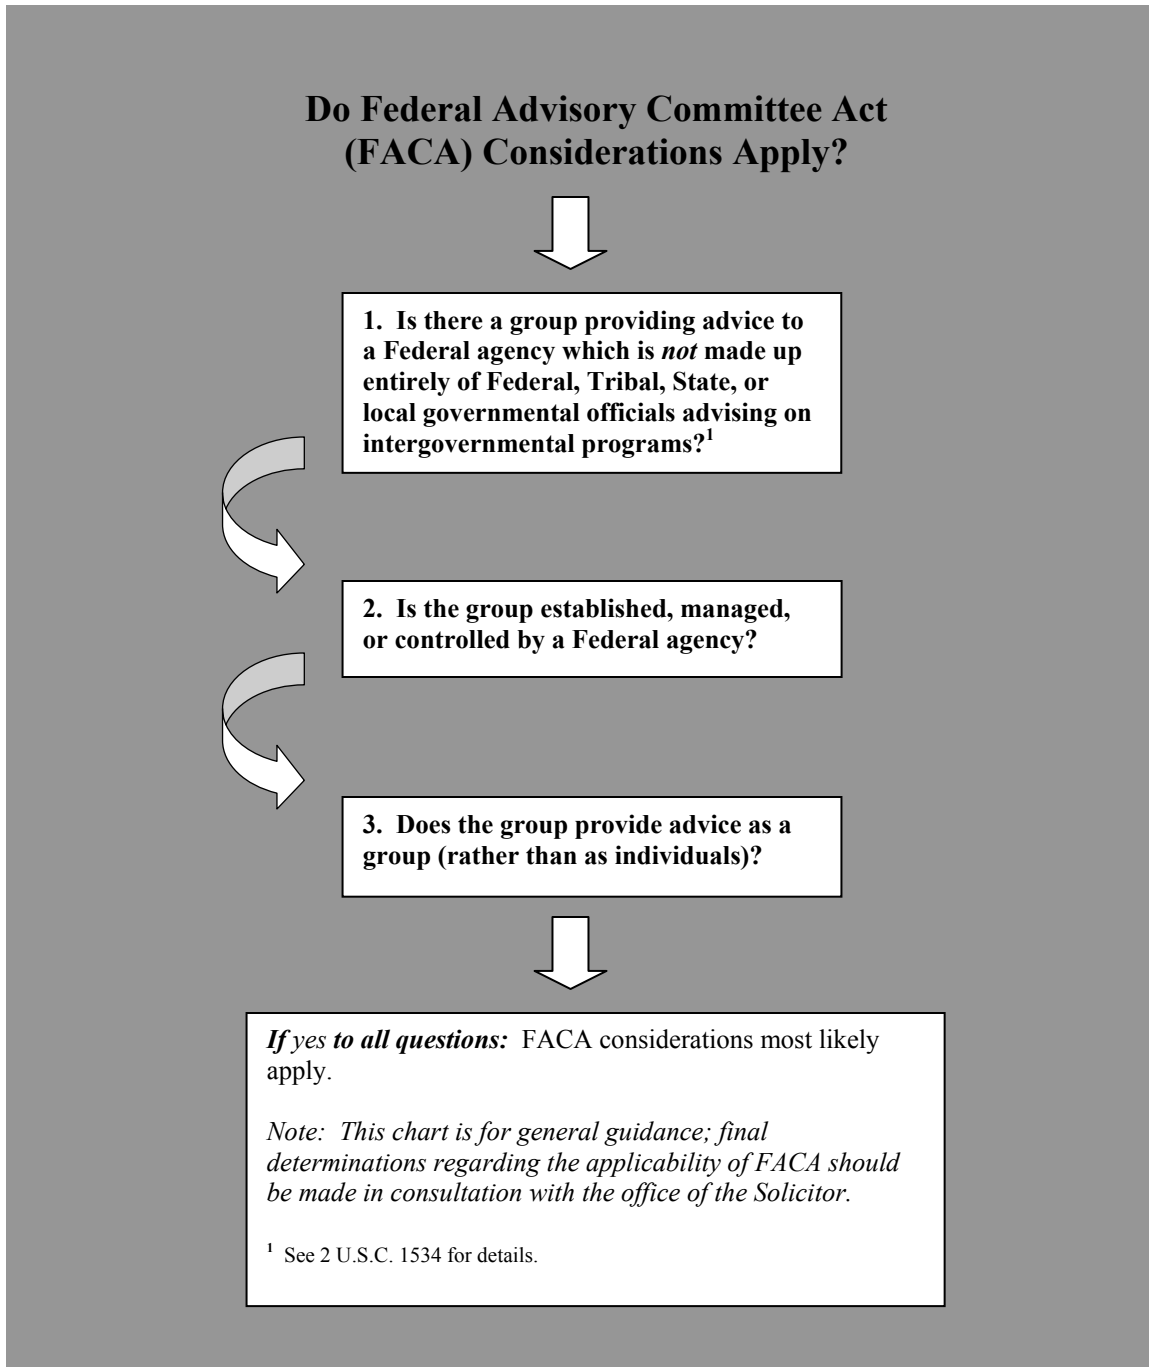 Do Federal Advisory Committee Act
(FACA) Considerations Apply?
1. Is there a group providing advice to
a Federal agency which is not made up
entirely of Federal, Tribal, State, or
local governmental officials advising on
intergovernmental programs?1
2. Is the group established, managed,
or controlled by a Federal agency?
3. Does the group provide advice as a
group (rather than as individuals)?
If yes to all questions: FACA considerations most likely
apply.
Note: This chart is for general guidance; final
determinations regarding the applicability of FACA should
be made in consultation with the office of the Solicitor.
1 See 2 U.S.C. 1534 for details.